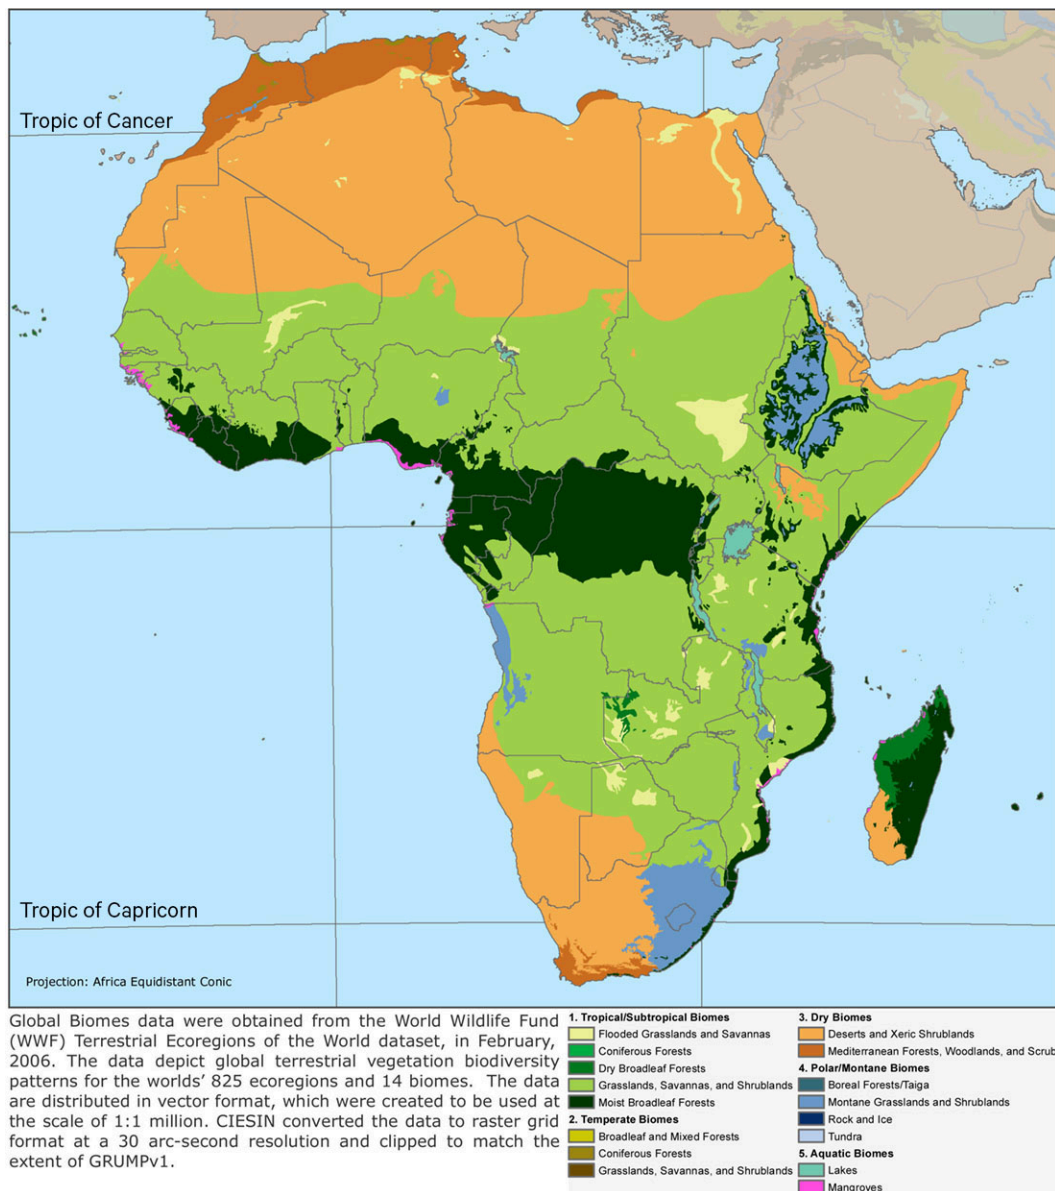 Tropic of Cancer
Tropic of Capricorn
Projection: Africa Equidistant Conic
Global Biomes data were obtained from the World Wildlife Fund
(WWF) Terrestrial Ecoregions of the World dataset, in February,
2006. The data depict global terrestrial vegetation biodiversity
patterns for the worlds' 825 ecoregions and 14 biomes. The data
are distributed in vector format, which were created to be used at
the scale of 1:1 million. CIESIN converted the data to raster grid
format at a 30 arc-second resolution and clipped to match the
extent of GRUMPv1.
1. Tropical/Subtropical Biomes
Flooded Grasslands and Savannas
Coniferous Forests
Dry Broadleaf Forests
Grasslands, Savannas, and Shrublands
Moist Broadleaf Forests
2. Temperate Biomes
Broadleaf and Mixed Forests
Coniferous Forests
Grasslands, Savannas, and Shrublands
3. Dry Biomes
Deserts and Xeric Shrublands
Mediterranean Forests, Woodlands, and Scrub
4. Polar/Montane Biomes
Boreal Forests/Taiga
Montane Grasslands and Shrublands
Rock and Ice
Tundra
5. Aquatic Biomes
Lakes
Mangroves